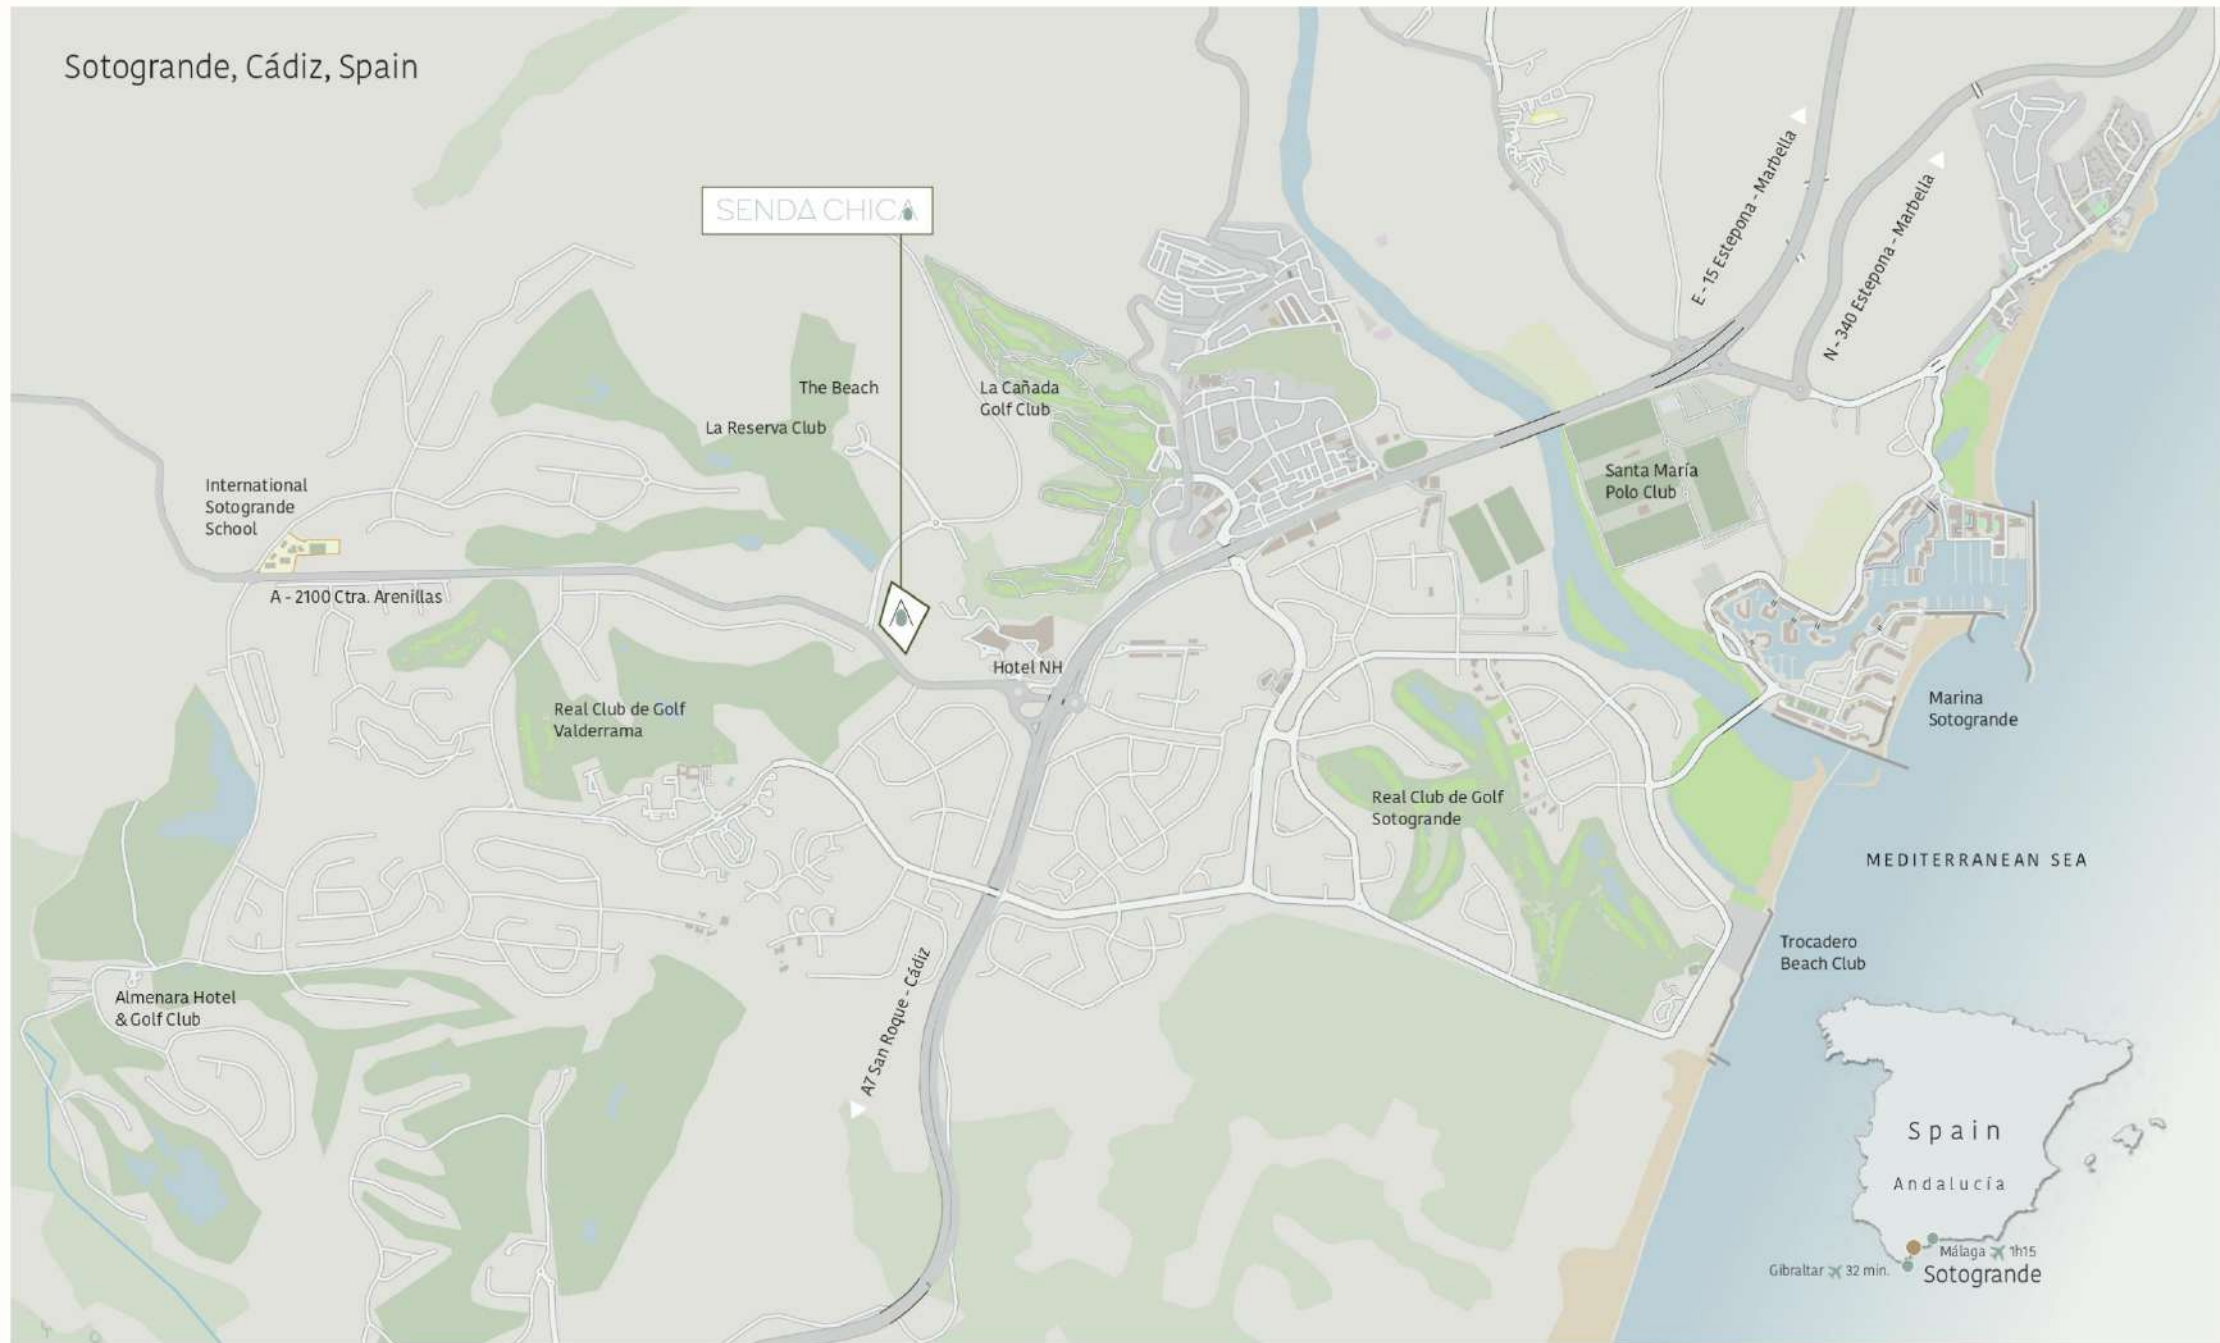 Sotogrande, Cádiz, Spain
SENDA CHICA
E - 15 Estepona - Marbella
N - 340 Estepona - Marbella
The Beach
La Reserva Club
La Cañada
Golf Club
International
Sotogrande
School
Santa María
Polo Club
A - 2100 Ctra. Arenillas
Hotel NH
Real Club de Golf
Valderrama
Marina
Sotogrande
Real Club de Golf
Sotogrande
MEDITERRANEAN SEA
Trocadero
Beach Club
Almenara Hotel
& Golf Club
A7 San Roque - Cádiz
Spain
Andalucía
Málaga 1h15
Gibraltar 32 min.
Sotogrande